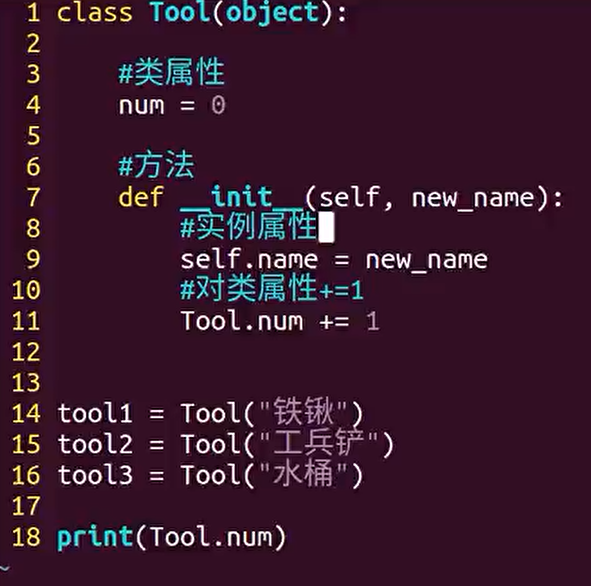 1 class Tool(object):
2
3     #类属性
4     num = 0
5
6     #方法
7     def __init__(self, new_name):
8         #实例属性
9         self.name = new_name
10         #对类属性+=1
11         Tool.num += 1
12
13
14 tool1 = Tool("铁锹")
15 tool2 = Tool("工兵铲")
16 tool3 = Tool("水桶")
17
18 print(Tool.num)
~